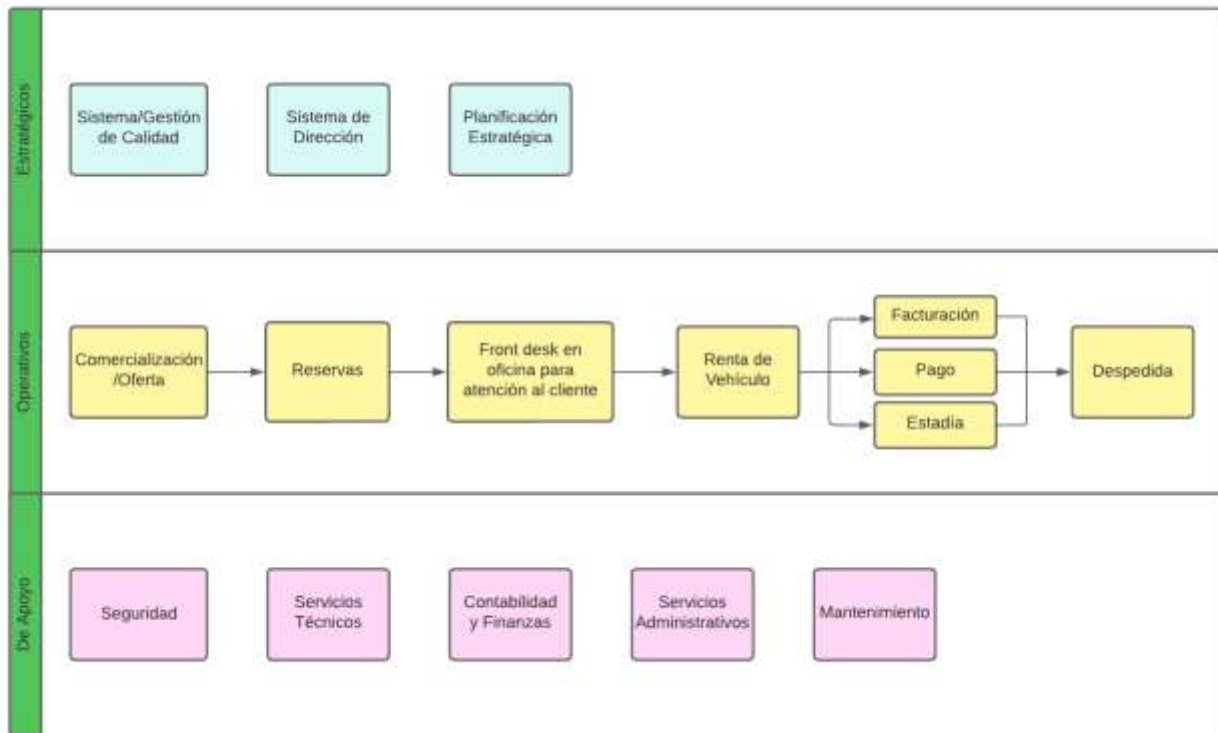 Estratégicos
Sistema/Gestión
de Calidad
Sistema de
Dirección
Planificación
Estratégica
Operativos
Comercialización
/Oferta
Reservas
Front desk en
oficina para
atención al cliente
Renta de
Vehículo
Facturación
Pago
Estadía
Despedida
De Apoyo
Seguridad
Servicios
Técnicos
Contabilidad
y Finanzas
Servicios
Administrativos
Mantenimiento